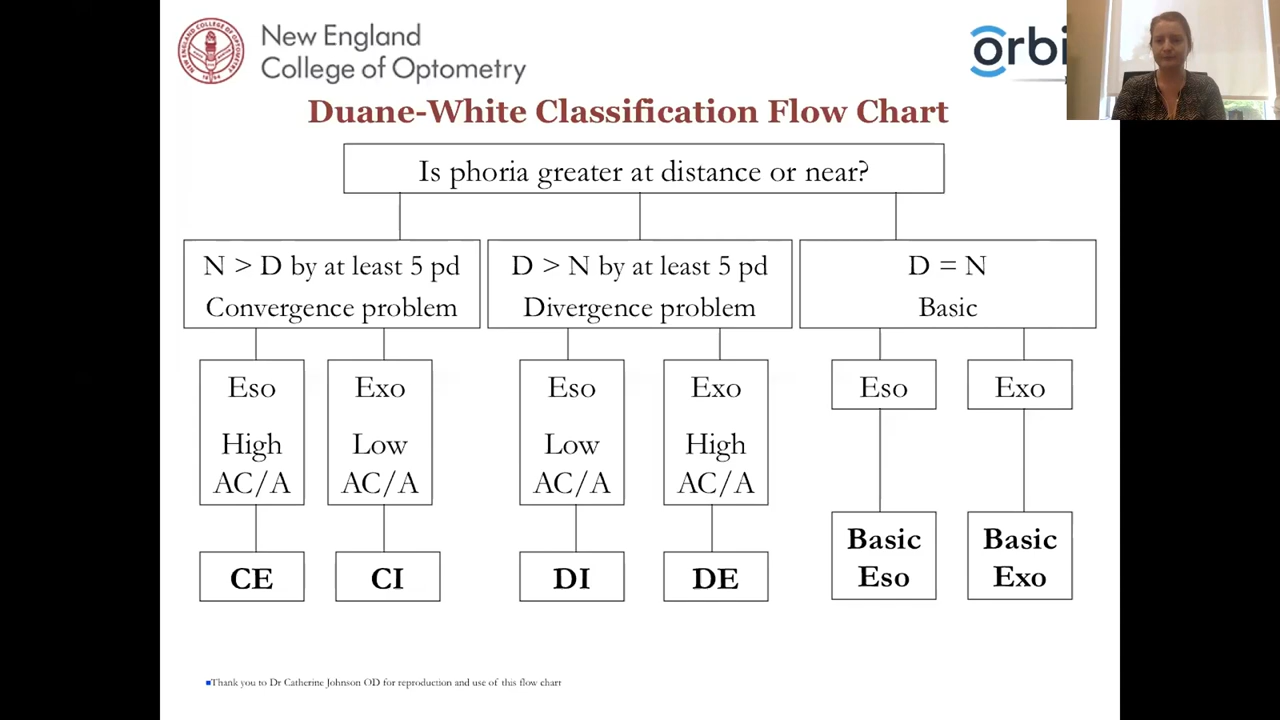 New England
College of Optometry
orbi
Duane-White Classification Flow Chart
Is phoria greater at distance or near?
N > D by at least 5 pd
Convergence problem
D > N by at least 5 pd
Divergence problem
D = N
Basic
Eso
High
AC/A
Exo
Low
AC/A
Eso
Low
AC/A
Exo
High
AC/A
Eso
Exo
CE
CI
DI
DE
Basic
Eso
Basic
Exo
Thank you to Dr Catherine Johnson OD for reproduction and use of this flow chart